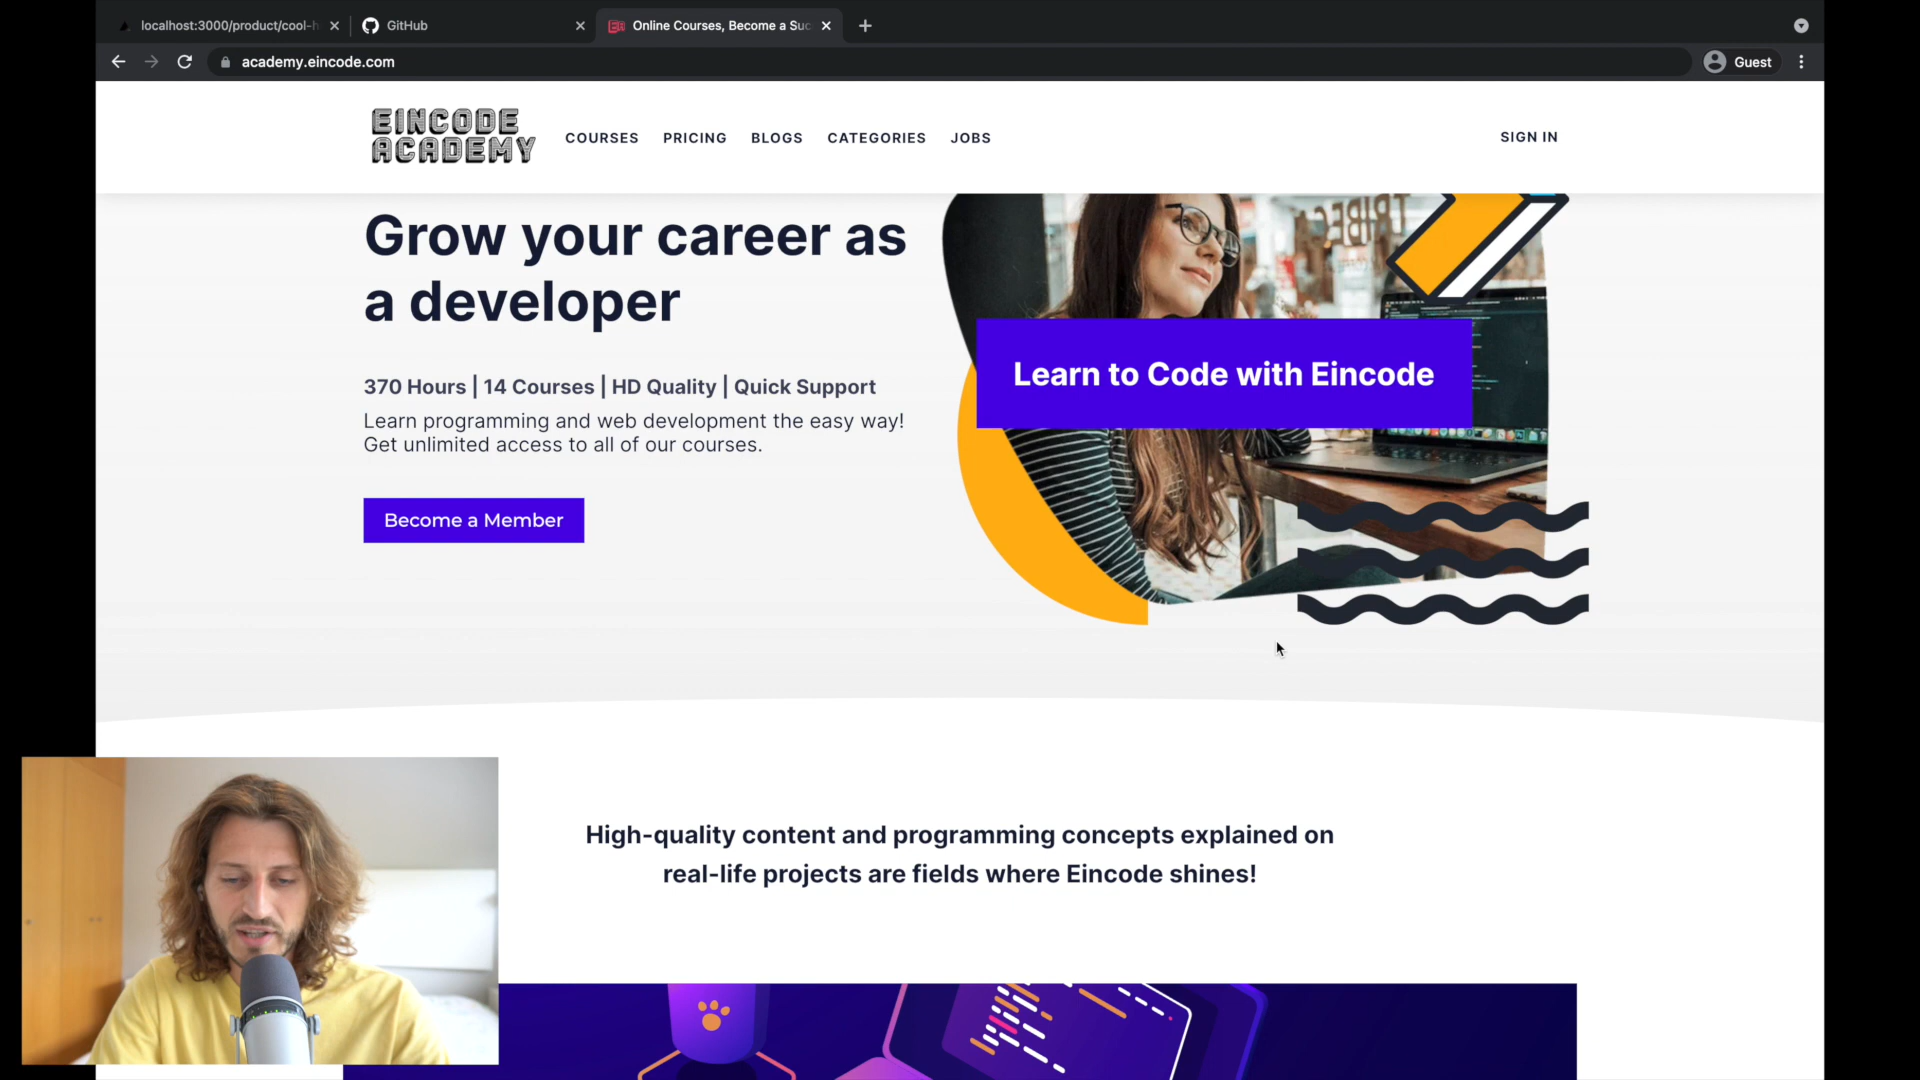 localhost:3000/product/cool-h
GitHub
Online Courses, Become a Suc
academy.eincode.com
Guest
EINCODE
ACADEMY
COURSES
PRICING
BLOGS
CATEGORIES
JOBS
SIGN IN
Grow your career as
a developer
370 Hours | 14 Courses | HD Quality | Quick Support
Learn programming and web development the easy way!
Get unlimited access to all of our courses.
Become a Member
TRIBECA
Learn to Code with Eincode
High-quality content and programming concepts explained on
real-life projects are fields where Eincode shines!